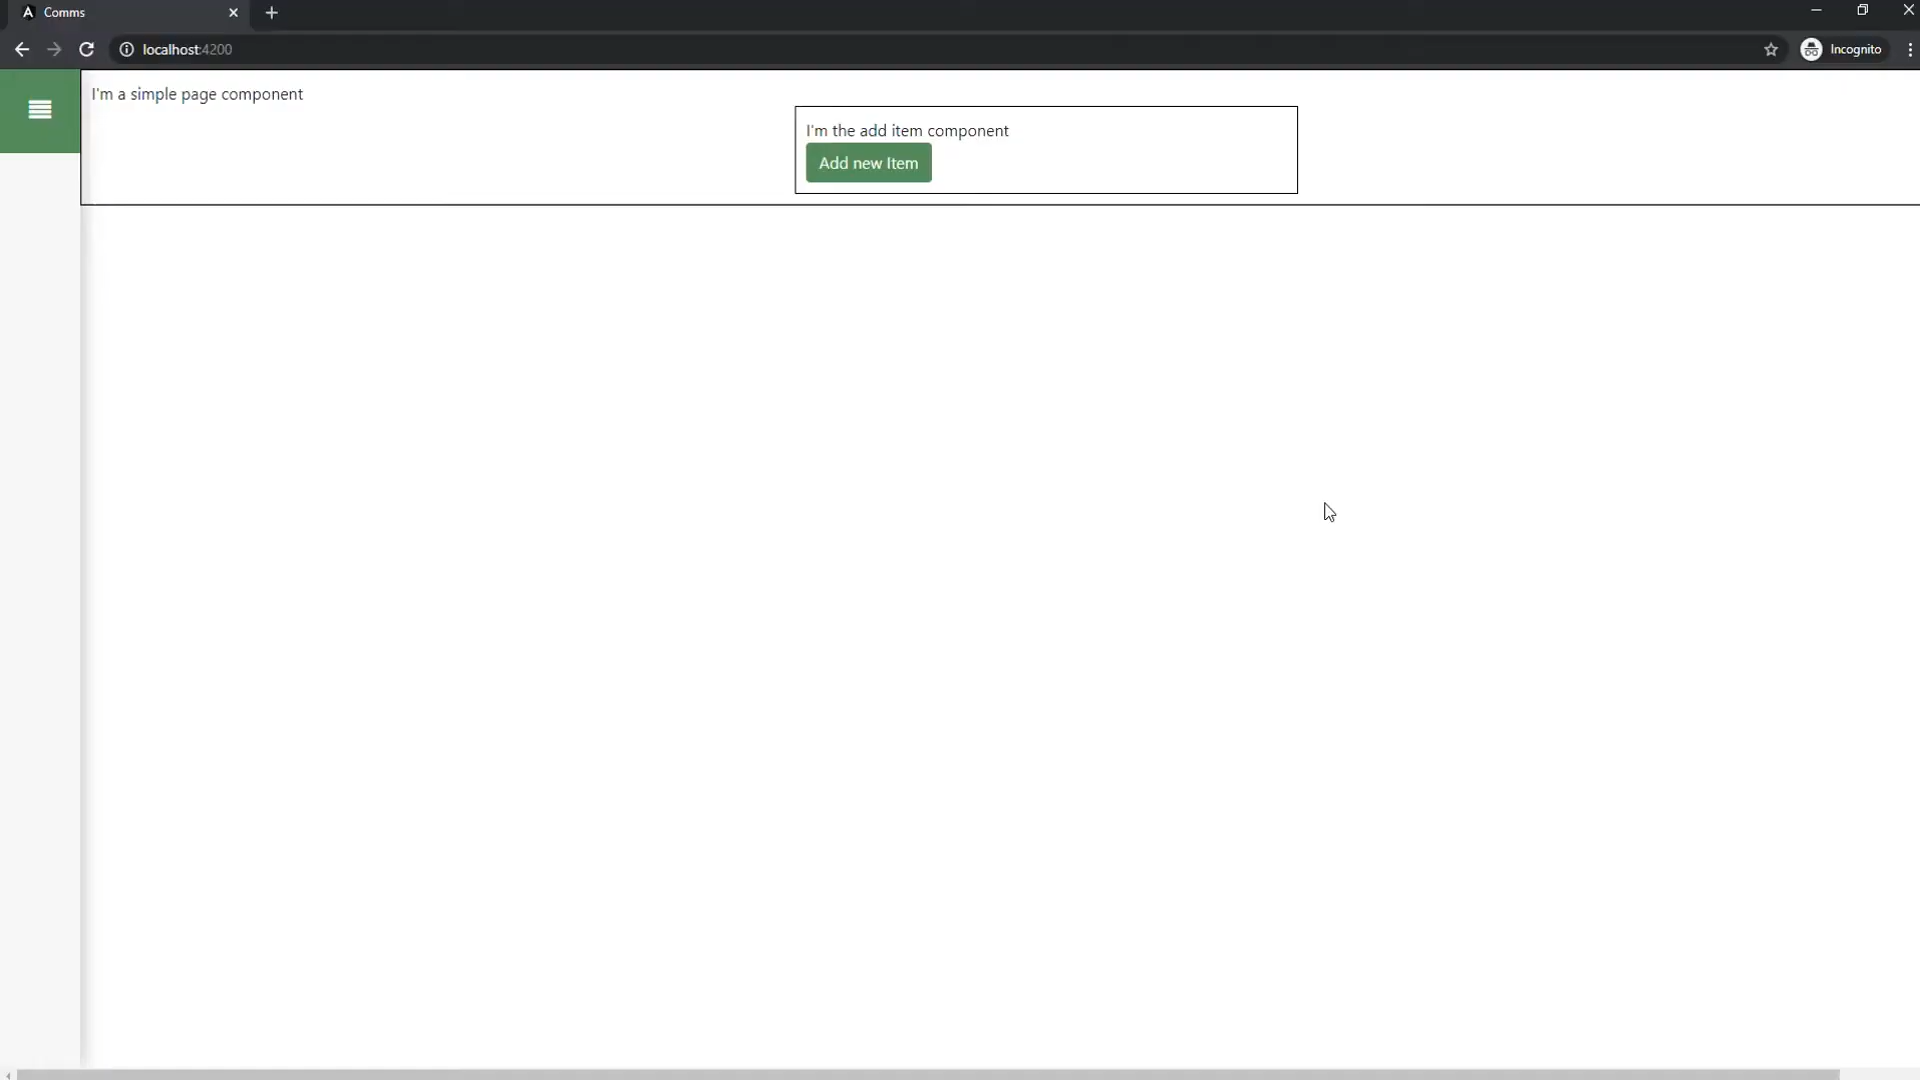 Comms
localhost:4200
Incognito
I'm a simple page component
I'm the add item component
Add new Item